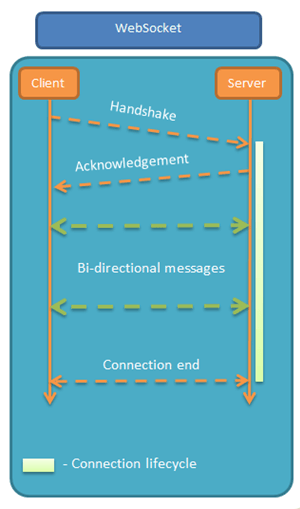 WebSocket
Client
Server
Handshake
Acknowledgement
Bi-directional messages
Connection end
- Connection lifecycle